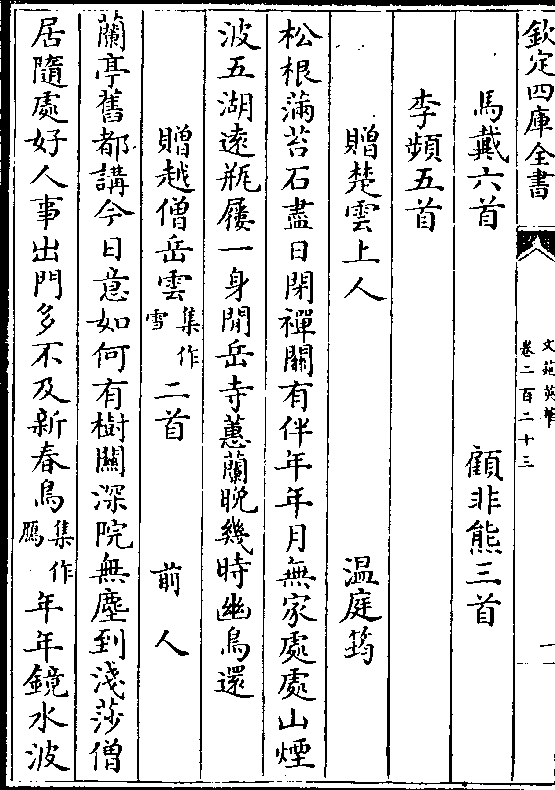 欽定四庫全書
文苑英華
卷二百二十三
馬戴六首 顧非熊三首
李頻五首
贈楚雲上人 温庭筠
松根滿苔石盡日閉禪關有伴年年月無家處處山煙
波五湖遠瓶屨一身閒岳寺蕙蘭晩幾時幽鳥還
贈越僧岳雲集作雪二首 前人
蘭亭舊都講今日意如何有樹關深院無塵到淺莎僧
居隨處好人事出門多不及新春鳥集作鴈年年鏡水波